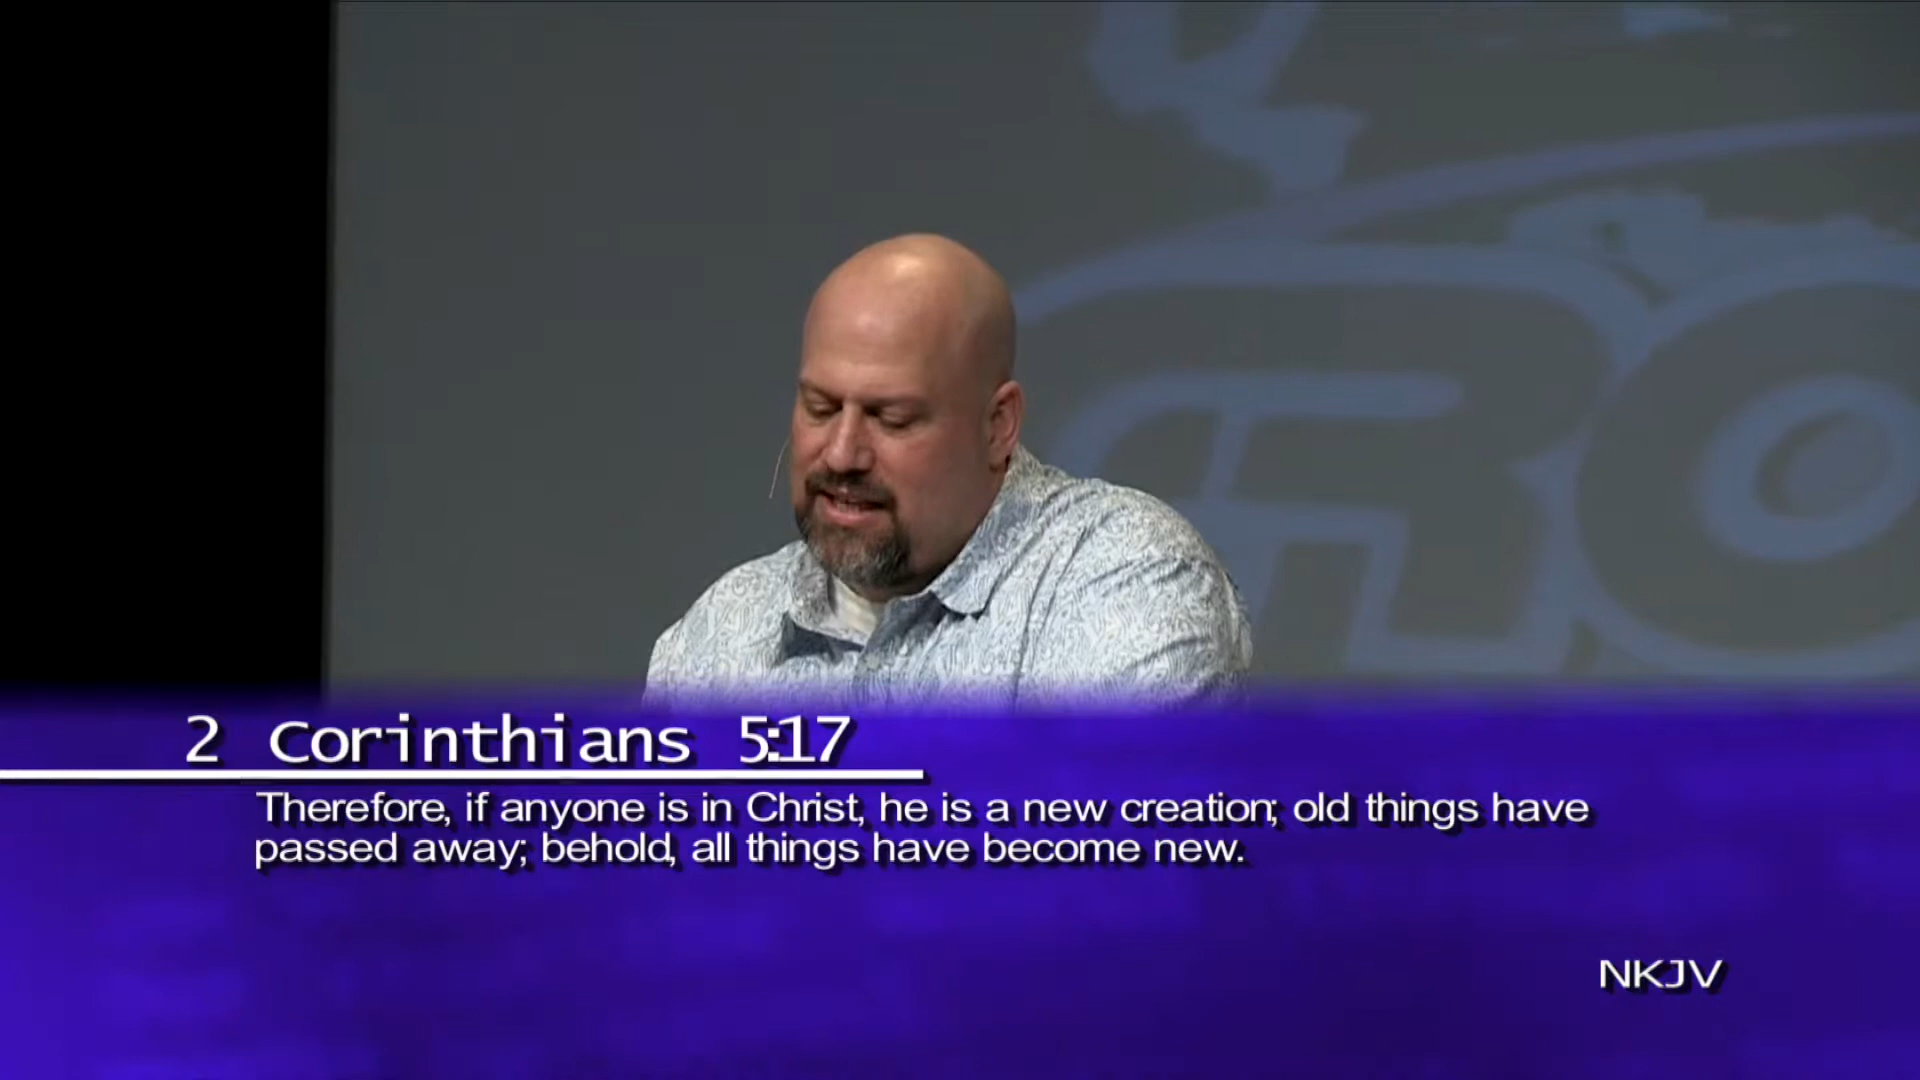 RO
2 Corinthians 5:17
Therefore, if anyone is in Christ, he is a new creation; old things have
passed away; behold, all things have become new.
NKJV